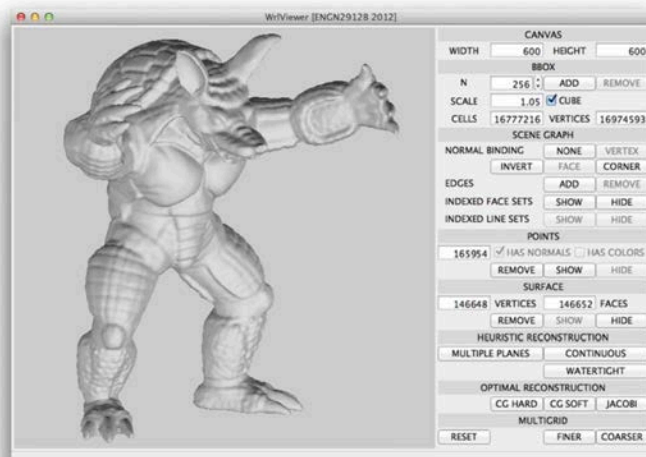 WrlViewer [ENGN2912B 2012]
CANVAS
WIDTH 600 HEIGHT 600
BBOX
N 256 ADD REMOVE
SCALE 1.05 CUBE
CELLS 16777216 VERTICES 16974593
SCENE GRAPH
NORMAL BINDING NONE VERTEX
INVERT FACE CORNER
EDGES ADD REMOVE
INDEXED FACE SETS SHOW HIDE
INDEXED LINE SETS SHOW HIDE
POINTS
165954 HAS NORMALS HAS COLORS
REMOVE SHOW HIDE
SURFACE
146648 VERTICES 146652 FACES
REMOVE SHOW HIDE
HEURISTIC RECONSTRUCTION
MULTIPLE PLANES CONTINUOUS
WATERTIGHT
OPTIMAL RECONSTRUCTION
CG HARD CG SOFT JACOBI
MULTIGRID
RESET FINER COARSER